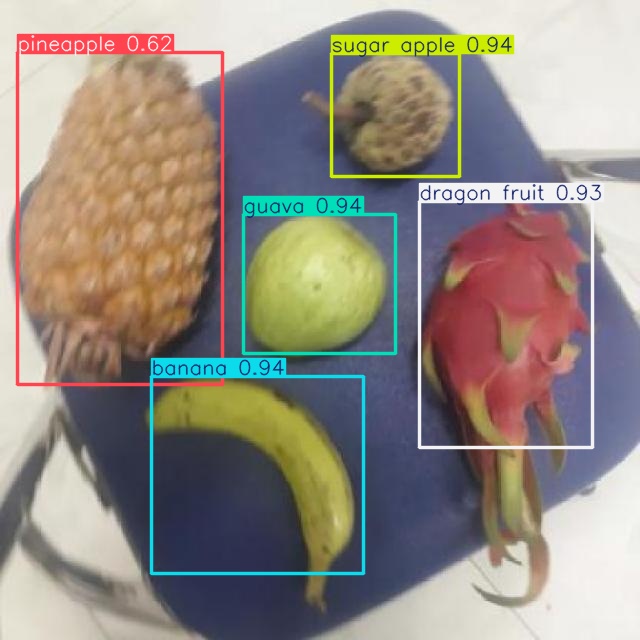 pineapple 0.62
sugar apple 0.94
dragon fruit 0.93
guava 0.94
banana 0.94